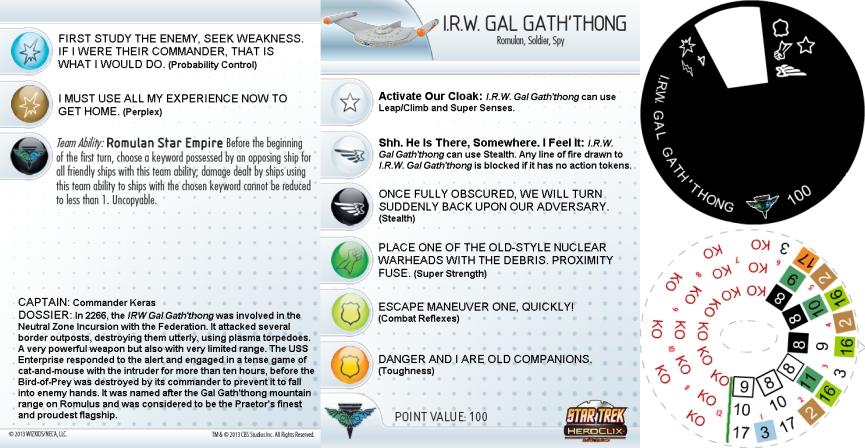 FIRST STUDY THE ENEMY, SEEK WEAKNESS.
IF I WERE THEIR COMMANDER, THAT IS
WHAT I WOULD DO. (Probability Control)
I MUST USE ALL MY EXPERIENCE NOW TO
GET HOME. (Perplex)
Team Ability: Romulan Star Empire Before the beginning
of the first turn, choose a keyword possessed by an opposing ship for
all friendly ships with this team ability; damage dealt by ships using
this team ability to ships with the chosen keyword cannot be reduced
to less than 1. Uncopyable.
CAPTAIN: Commander Keras
DOSSIER: In 2266, the IRW Gal Gath'thong was involved in the
Neutral Zone Incursion with the Federation. It attacked several
border outposts, destroying them utterly, using plasma torpedoes.
A very powerful weapon but also with very limited range. The USS
Enterprise responded to the alert and engaged in a tense game of
cat-and-mouse with the intruder for more than ten hours, before the
Bird-of-Prey was destroyed by its commander to prevent it to fall
into enemy hands. It was named after the Gal Gath'thong mountain
range on Romulus and was considered to be the Praetor's finest
and proudest flagship.
© 2013 WIZKIDS/NECA, LLC.
TM & © 2013 CBS Studios Inc. All Rights Reserved.
I.R.W. GAL GATH'THONG
Romulan, Soldier, Spy
Activate Our Cloak: I.R.W. Gal Gath'thong can use
Leap/Climb and Super Senses.
Shh. He Is There, Somewhere. I Feel It: I.R.W.
Gal Gath'thong can use Stealth. Any line of fire drawn to
I.R.W. Gal Gath'thong is blocked if it has no action tokens.
ONCE FULLY OBSCURED, WE WILL TURN
SUDDENLY BACK UPON OUR ADVERSARY.
(Stealth)
PLACE ONE OF THE OLD-STYLE NUCLEAR
WARHEADS WITH THE DEBRIS. PROXIMITY
FUSE. (Super Strength)
ESCAPE MANEUVER ONE, QUICKLY!
(Combat Reflexes)
DANGER AND I ARE OLD COMPANIONS.
(Toughness)
POINT VALUE: 100
STAR TREK
HEROCLIX
I.R.W. GAL GATH'THONG
100
9 10 10 17
8 8 3 17
8 11 16 2
9 16 3
8 10 16 2
8 9 17 2
KO KO KO 3
KO KO KO KO KO KO KO KO KO KO KO KO